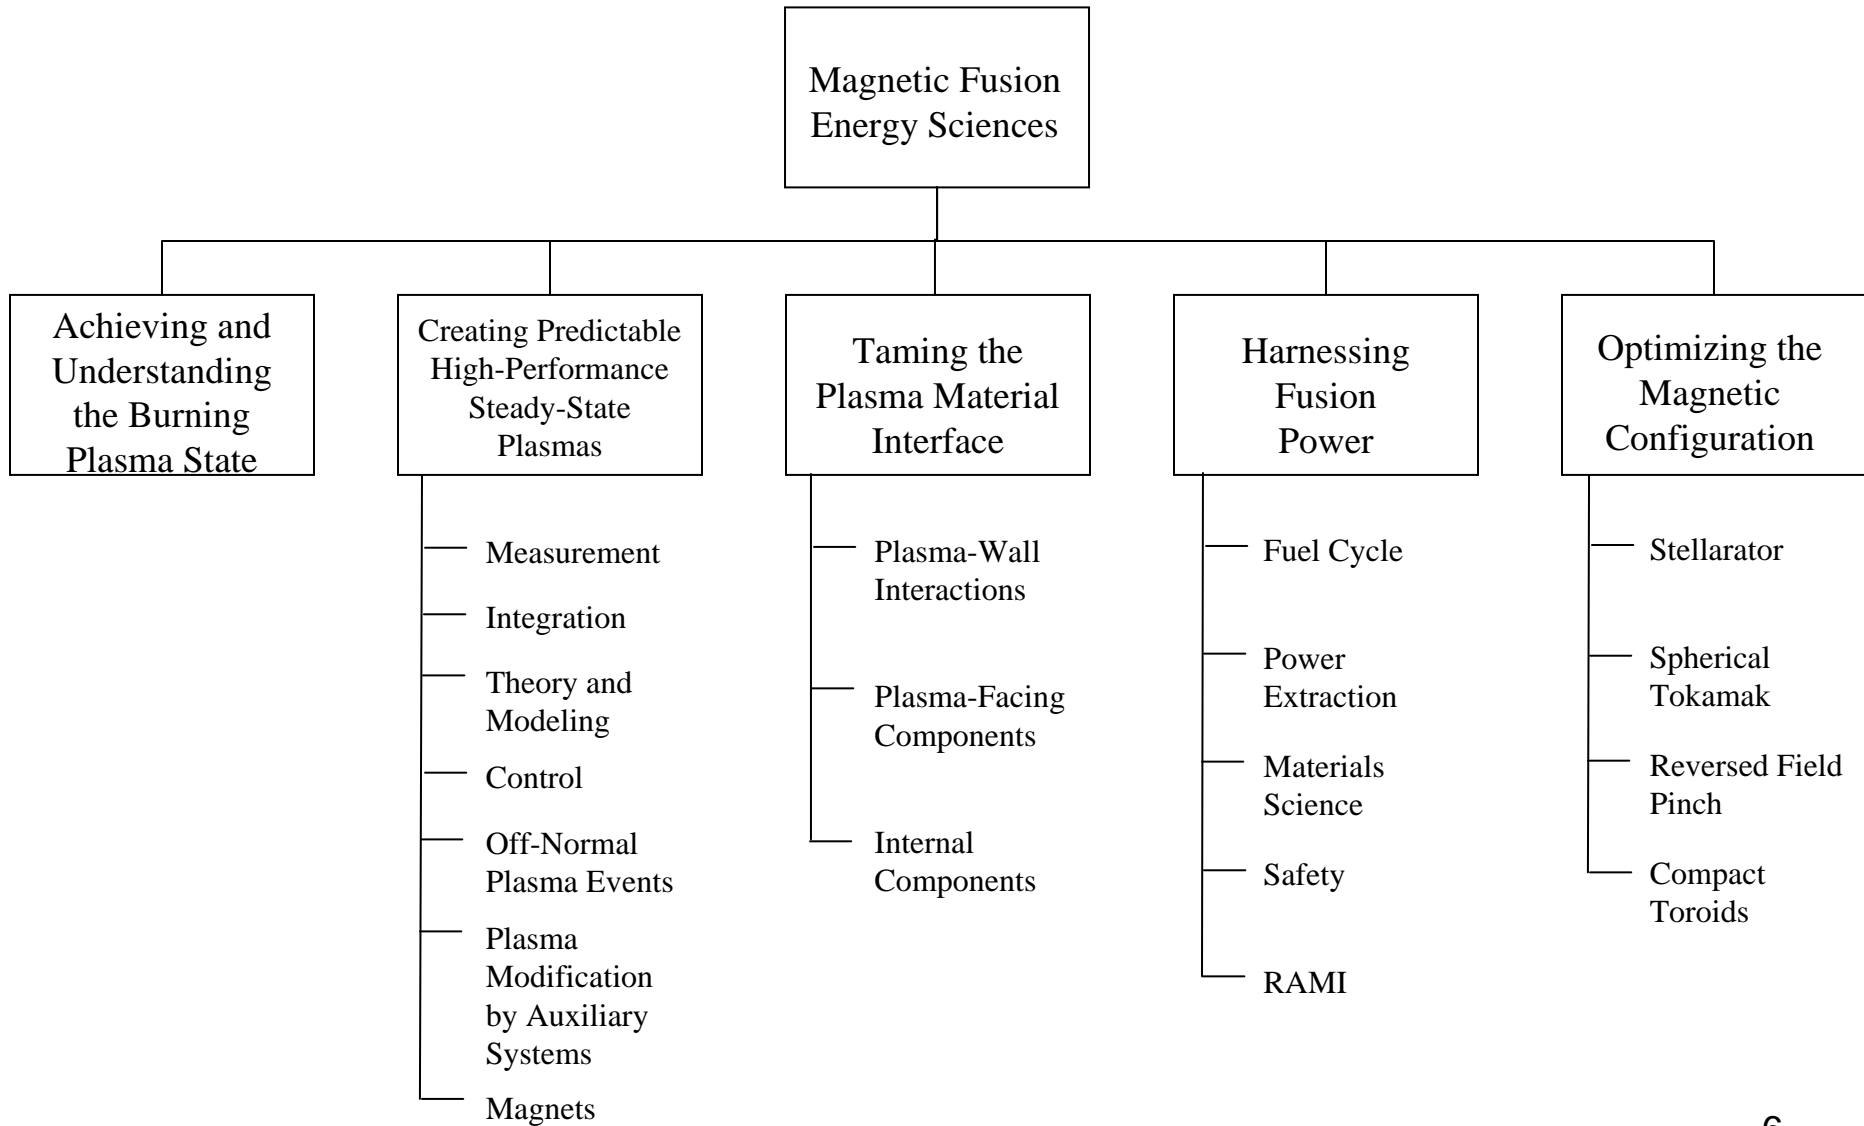 Magnetic Fusion
Energy Sciences
Achieving and
Understanding
the Burning
Plasma State
Creating Predictable
High-Performance
Steady-State
Plasmas
Measurement
Integration
Theory and
Modeling
Control
Off-Normal
Plasma Events
Plasma
Modification
by Auxiliary
Systems
Magnets
Taming the
Plasma Material
Interface
Plasma-Wall
Interactions
Plasma-Facing
Components
Internal
Components
Harnessing
Fusion
Power
Fuel Cycle
Power
Extraction
Materials
Science
Safety
RAMI
Optimizing the
Magnetic
Configuration
Stellarator
Spherical
Tokamak
Reversed Field
Pinch
Compact
Toroids
6